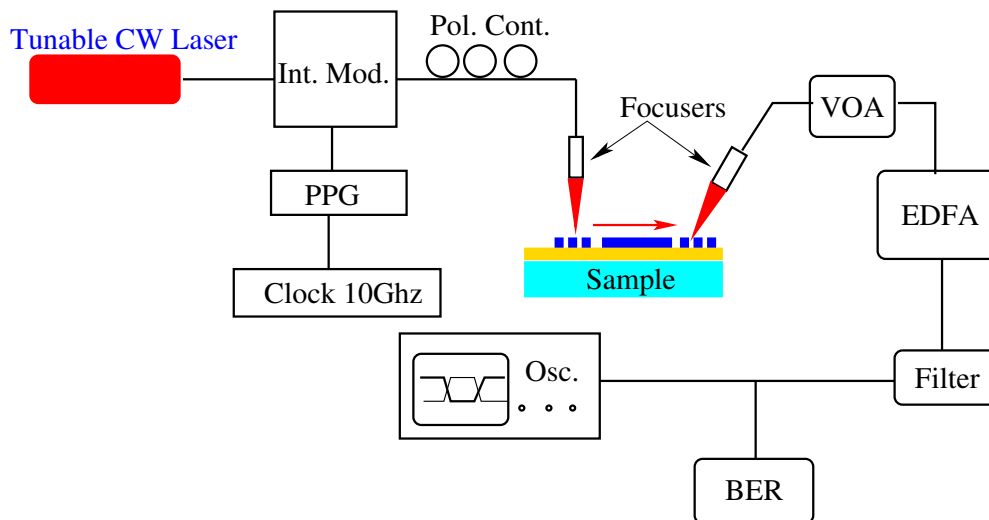 Tunable CW Laser
Int. Mod.
Pol. Cont.
Focusers
VOA
PPG
EDFA
Clock 10Ghz
Sample
Osc.
Filter
BER